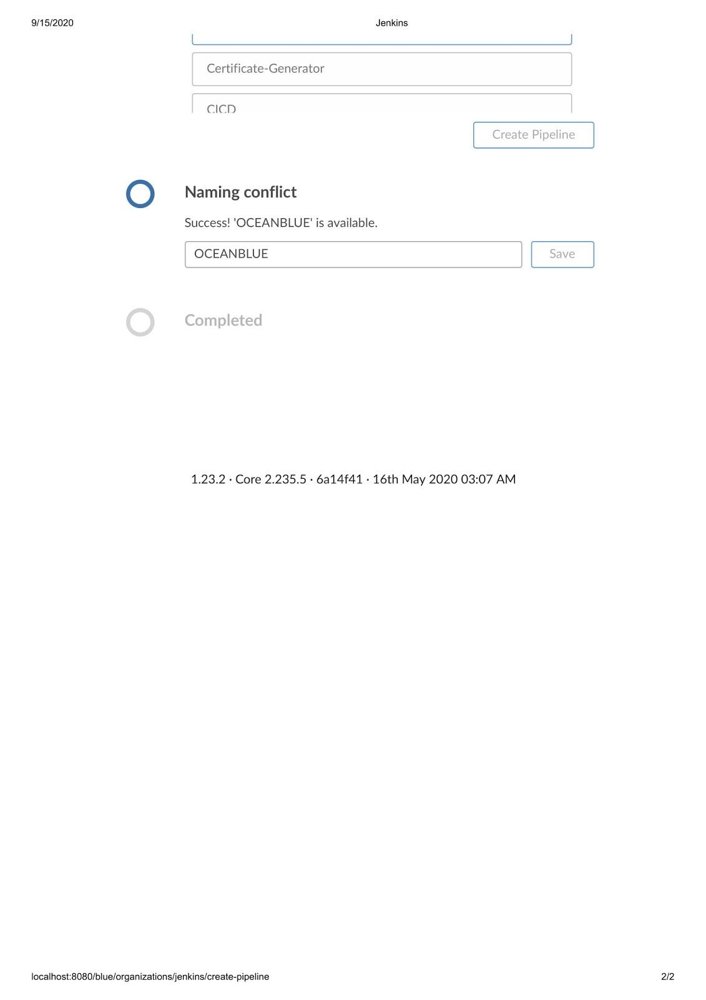 9/15/2020
Jenkins
Certificate-Generator
CICD
Create Pipeline
Naming conflict
Success! 'OCEANBLUE' is available.
OCEANBLUE
Save
Completed
1.23.2 · Core 2.235.5 · 6a14f41 · 16th May 2020 03:07 AM
localhost:8080/blue/organizations/jenkins/create-pipeline
2/2